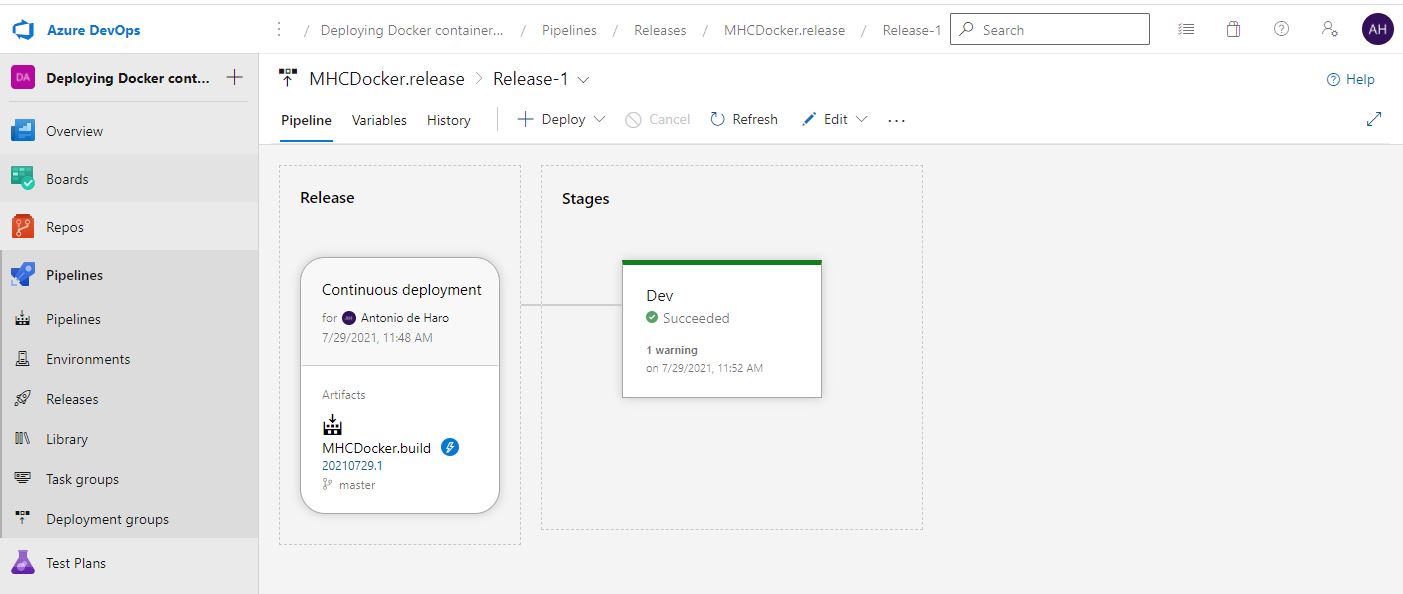 Azure DevOps
/ Deploying Docker container... / Pipelines / Releases / MHCDocker.release / Release-1
Search
AH
DA Deploying Docker cont...
Overview
Boards
Repos
Pipelines
Pipelines
Environments
Releases
Library
Task groups
Deployment groups
Test Plans
MHCDocker.release > Release-1
Help
Pipeline Variables History
Deploy Cancel Refresh Edit ...
Release
Continuous deployment
for AH Antonio de Haro
7/29/2021, 11:48 AM
Artifacts
MHCDocker.build
20210729.1
master
Stages
Dev
Succeeded
1 warning
on 7/29/2021, 11:52 AM